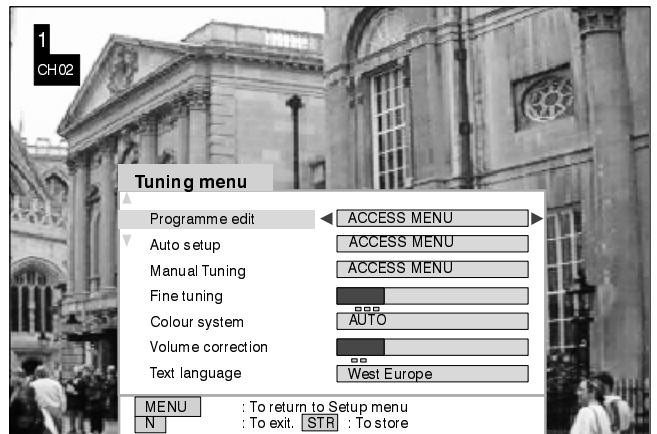 1
CH02
Tuning menu
Programme edit ACCESS MENU
Auto setup ACCESS MENU
Manual Tuning ACCESS MENU
Fine tuning
Colour system AUTO
Volume correction
Text language West Europe
MENU : To return to Setup menu
N : To exit. STR : To store